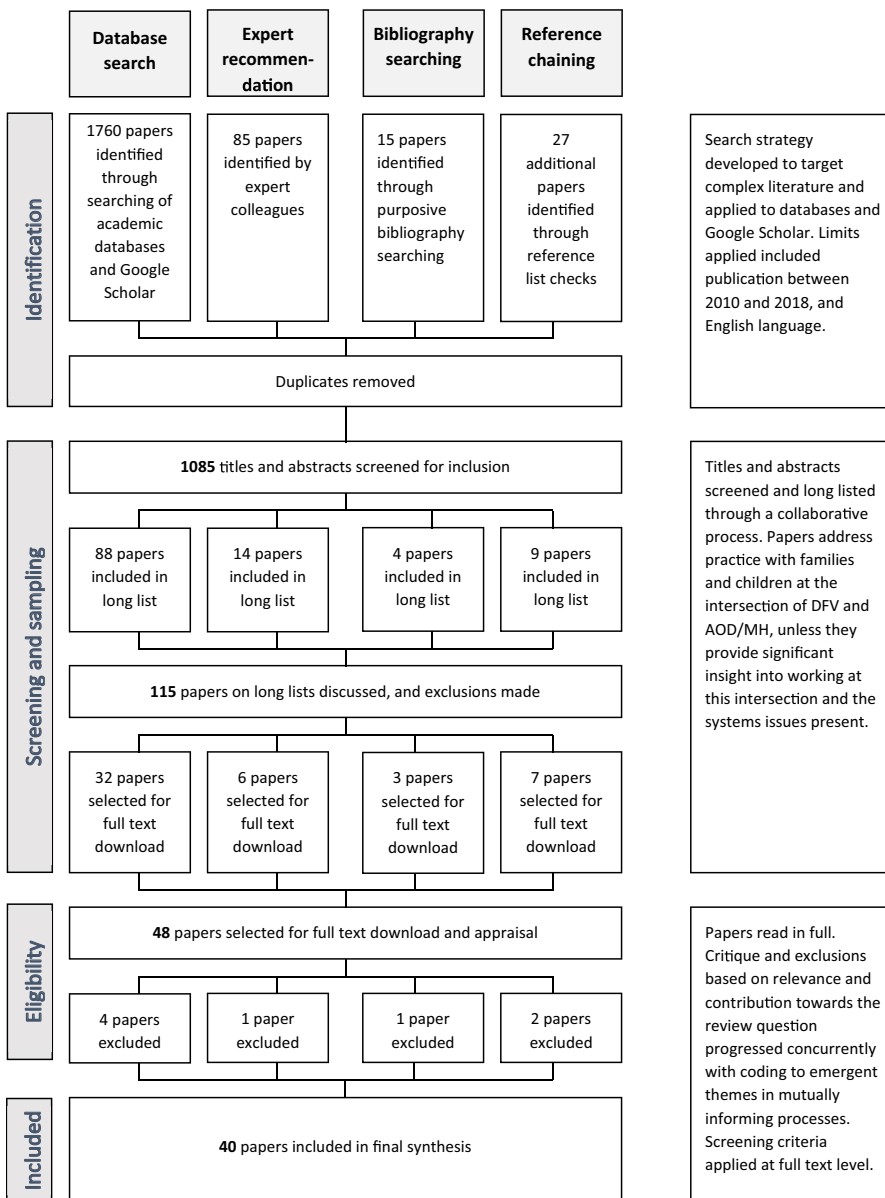 Database
search
Expert
recommen-
dation
Bibliography
searching
Reference
chaining
Identification
1760 papers
identified
through
searching of
academic
databases
and Google
Scholar
85 papers
identified by
expert
colleagues
15 papers
identified
through
purposive
bibliography
searching
27
additional
papers
identified
through
reference
list checks
Search strategy
developed to target
complex literature and
applied to databases and
Google Scholar. Limits
applied included
publication between
2010 and 2018, and
English language.
Duplicates removed
Screening and sampling
1085 titles and abstracts screened for inclusion
88 papers
included in
long list
14 papers
included in
long list
4 papers
included in
long list
9 papers
included in
long list
115 papers on long lists discussed, and exclusions made
32 papers
selected for
full text
download
6 papers
selected for
full text
download
3 papers
selected for
full text
download
7 papers
selected for
full text
download
Titles and abstracts
screened and long listed
through a collaborative
process. Papers address
practice with families
and children at the
intersection of DFV and
AOD/MH, unless they
provide significant
insight into working at
this intersection and the
systems issues present.
Eligibility
48 papers selected for full text download and appraisal
4 papers
excluded
1 paper
excluded
1 paper
excluded
2 papers
excluded
Papers read in full.
Critique and exclusions
based on relevance and
contribution towards the
review question
progressed concurrently
with coding to emergent
themes in mutually
informing processes.
Screening criteria
applied at full text level.
Included
40 papers included in final synthesis